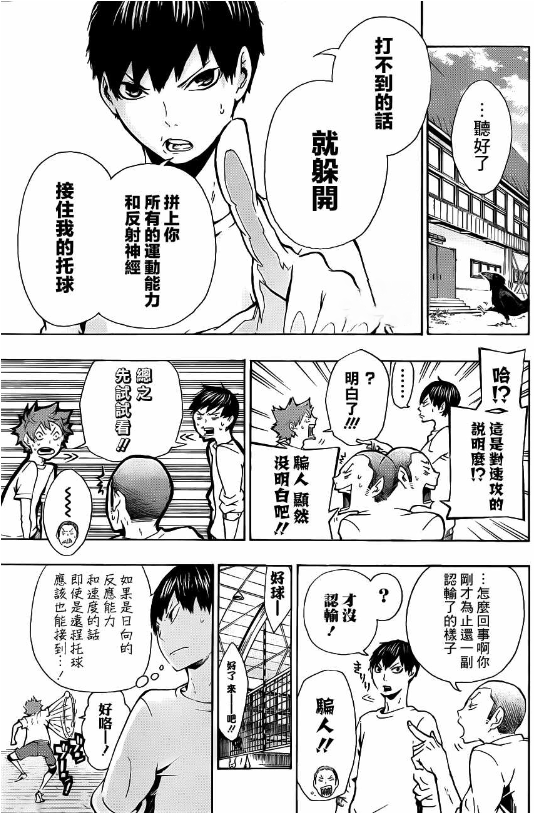 …聽好了
打不到的話
就躲開
拼上你
所有的運動能力
和反射神經
接住我的托球
哈!?
這是對速攻的
說明麼!?
……
?
明白了!!!
騙人 顯然
沒明白吧!!
總之
先試試看!!
…怎麼回事啊你
剛才為止還一副
認輸了的樣子
?
才沒
認輸!
騙人!!
好球—
好了來——吧!!
如果是日向的
反應能力
和速度的話
即使是遠程托球
應該也能接到…!
好咯—!